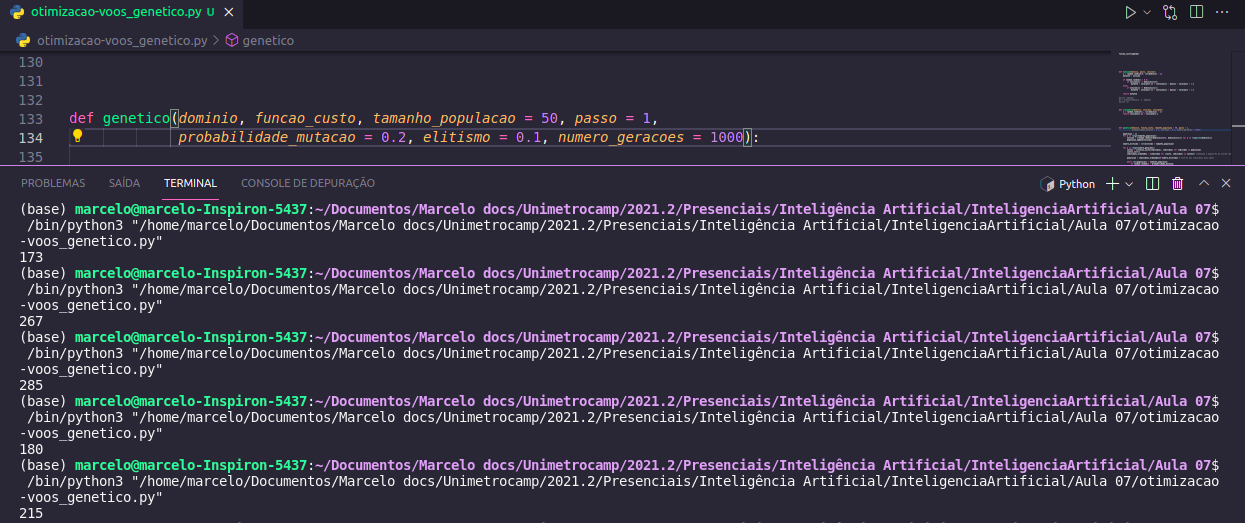 otimizacao-voos_genetico.py U
otimizacao-voos_genetico.py > genetico
130
131
132
133 def genetico(dominio, funcao_custo, tamanho_populacao = 50, passo = 1,
134 probabilidade_mutacao = 0.2, elitismo = 0.1, numero_geracoes = 1000):
135
PROBLEMAS SAÍDA TERMINAL CONSOLE DE DEPURAÇÃO Python
(base) marcelo@marcelo-Inspiron-5437:~/Documentos/Marcelo docs/Unimetrocamp/2021.2/Presenciais/Inteligência Artificial/InteligenciaArtificial/Aula 07$
/bin/python3 "/home/marcelo/Documentos/Marcelo docs/Unimetrocamp/2021.2/Presenciais/Inteligência Artificial/InteligenciaArtificial/Aula 07/otimizacao
-voos_genetico.py"
173
(base) marcelo@marcelo-Inspiron-5437:~/Documentos/Marcelo docs/Unimetrocamp/2021.2/Presenciais/Inteligência Artificial/InteligenciaArtificial/Aula 07$
/bin/python3 "/home/marcelo/Documentos/Marcelo docs/Unimetrocamp/2021.2/Presenciais/Inteligência Artificial/InteligenciaArtificial/Aula 07/otimizacao
-voos_genetico.py"
267
(base) marcelo@marcelo-Inspiron-5437:~/Documentos/Marcelo docs/Unimetrocamp/2021.2/Presenciais/Inteligência Artificial/InteligenciaArtificial/Aula 07$
/bin/python3 "/home/marcelo/Documentos/Marcelo docs/Unimetrocamp/2021.2/Presenciais/Inteligência Artificial/InteligenciaArtificial/Aula 07/otimizacao
-voos_genetico.py"
285
(base) marcelo@marcelo-Inspiron-5437:~/Documentos/Marcelo docs/Unimetrocamp/2021.2/Presenciais/Inteligência Artificial/InteligenciaArtificial/Aula 07$
/bin/python3 "/home/marcelo/Documentos/Marcelo docs/Unimetrocamp/2021.2/Presenciais/Inteligência Artificial/InteligenciaArtificial/Aula 07/otimizacao
-voos_genetico.py"
180
(base) marcelo@marcelo-Inspiron-5437:~/Documentos/Marcelo docs/Unimetrocamp/2021.2/Presenciais/Inteligência Artificial/InteligenciaArtificial/Aula 07$
/bin/python3 "/home/marcelo/Documentos/Marcelo docs/Unimetrocamp/2021.2/Presenciais/Inteligência Artificial/InteligenciaArtificial/Aula 07/otimizacao
-voos_genetico.py"
215